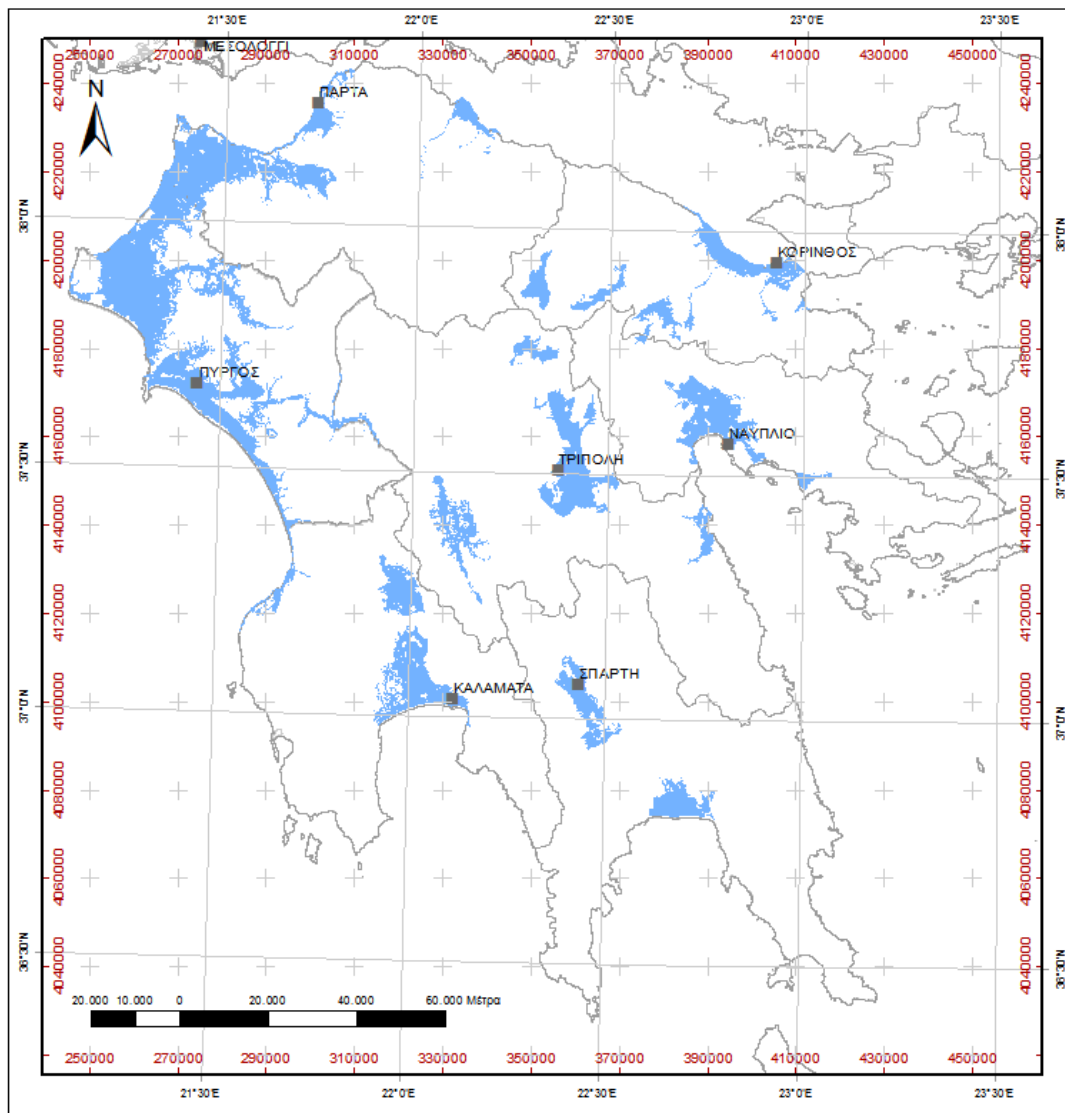 21°30'E 22°0'E 22°30'E 23°0'E 23°30'E
250000 270000 290000 310000 330000 350000 370000 390000 410000 430000 450000
ΜΕΣΟΛΟΓΓΙ
N
ΠΑΡΤΑ
4240000 4240000
4220000 4220000
38°0'N 38°0'N
ΚΟΡΙΝΘΟΣ
4200000 4200000
4180000 4180000
ΠΥΡΓΟΣ
4160000 4160000
ΝΑΥΠΛΙΟ
37°30'N 37°30'N
ΤΡΙΠΟΛΗ
4140000 4140000
4120000 4120000
ΣΠΑΡΤΗ
ΚΑΛΑΜΑΤΑ
4100000 4100000
37°0'N 37°0'N
4080000 4080000
4060000 4060000
36°30'N 36°30'N
4040000 4040000
20.000 10.000 0 20.000 40.000 60.000 Μέτρα
250000 270000 290000 310000 330000 350000 370000 390000 410000 430000 450000
21°30'E 22°0'E 22°30'E 23°0'E 23°30'E